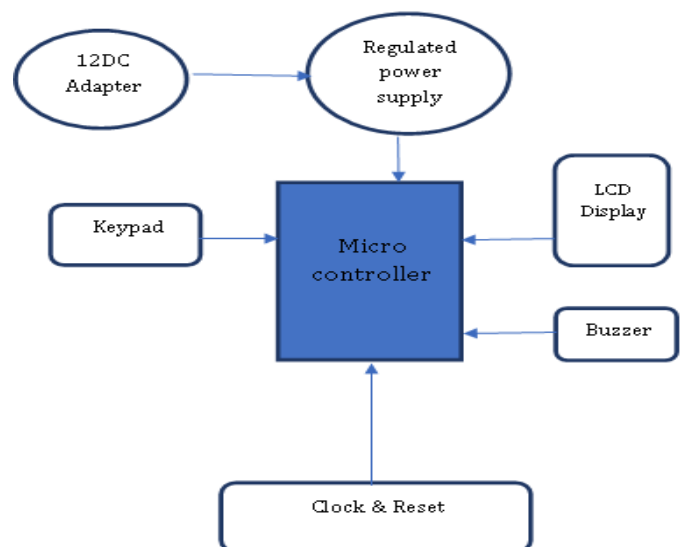 12DC
Adapter
Regulated
power
supply
Keypad
Micro
controller
LCD
Display
Buzzer
Clock & Reset